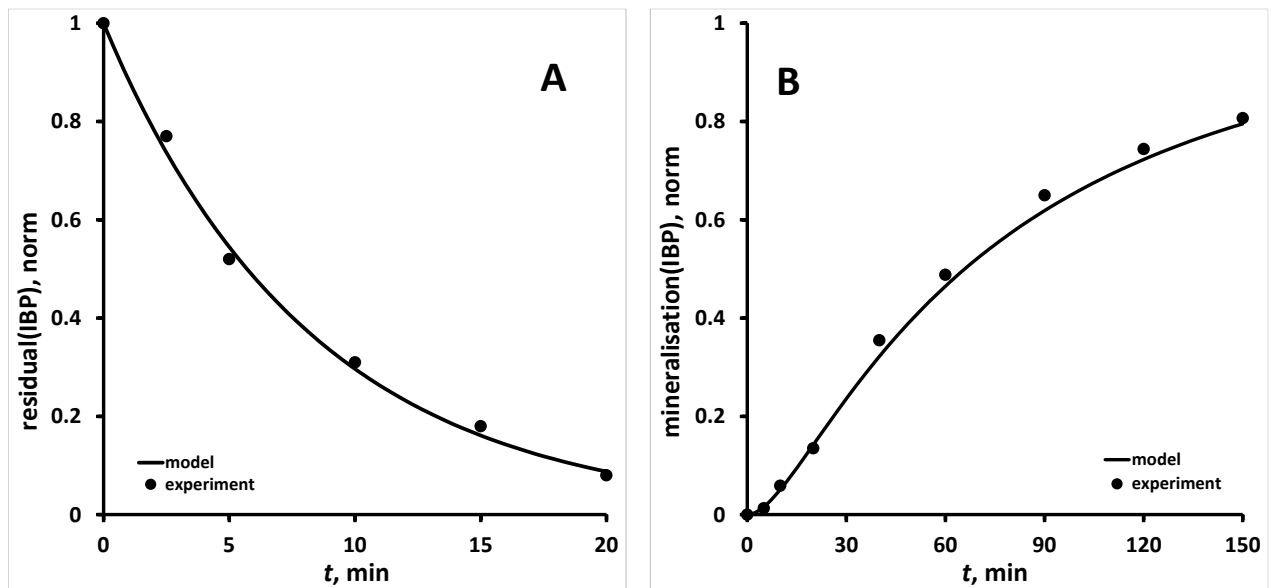 A
residual(IBP), norm
1
0.8
0.6
0.4
0.2
0
0
5
10
15
20
t, min
model
experiment
B
mineralisation(IBP), norm
1
0.8
0.6
0.4
0.2
0
0
30
60
90
120
150
t, min
model
experiment